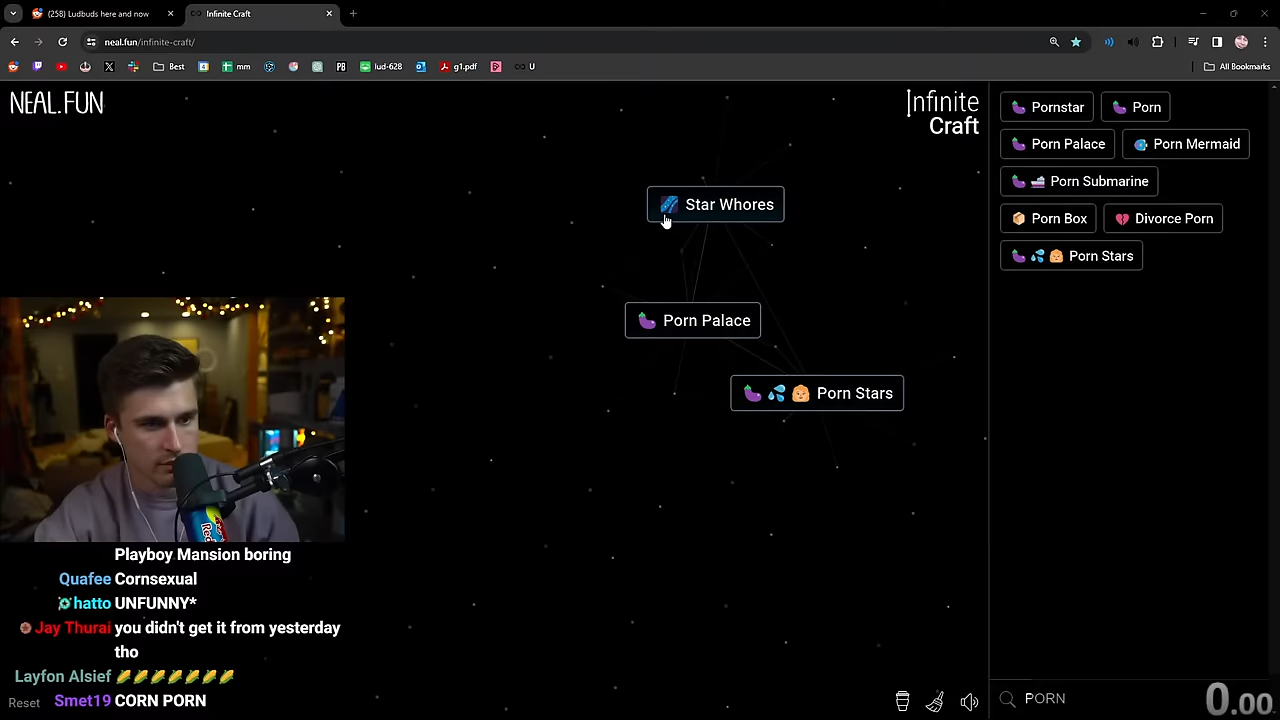 (258) Ludbuds here and now
Infinite Craft
neal.fun/infinite-craft/
Best
mm
PB
lud-628
g1.pdf
U
All Bookmarks
NEAL.FUN
Infinite
Craft
Pornstar
Porn
Porn Palace
Porn Mermaid
Porn Submarine
Porn Box
Divorce Porn
Porn Stars
Star Whores
Porn Palace
Porn Stars
Playboy Mansion boring
Quafee Cornsexual
hatto UNFUNNY*
Jay Thurai you didn't get it from yesterday
tho
Layfon Alsief 🌽🌽🌽🌽🌽🌽🌽
Reset
Smet19 CORN PORN
PORN
0.00